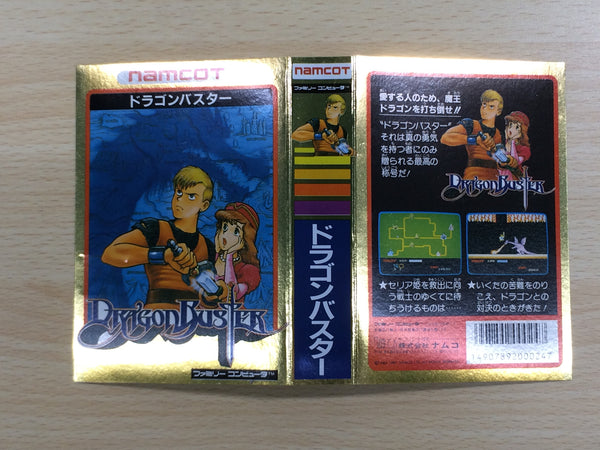 namcot
ドラゴンバスター
DRAGON BUSTER
ファミリー コンピュータ™
namcot
ファミリー コンピュータ
ドラゴンバスター
愛する人のため、魔王
ドラゴンを打ち倒せ!!
"ドラゴンバスター"
それは真の勇気
を持つ者にのみ
贈られる最高の
称号だ!
DRAGON BUSTER
★セリア姫を救出に向
う戦士のゆくてに待
ちうけるものは……
★いくたの苦難をのり
こえ、ドラゴンとの
対決のときがきた!
株式会社 ナムコ
4907892000247